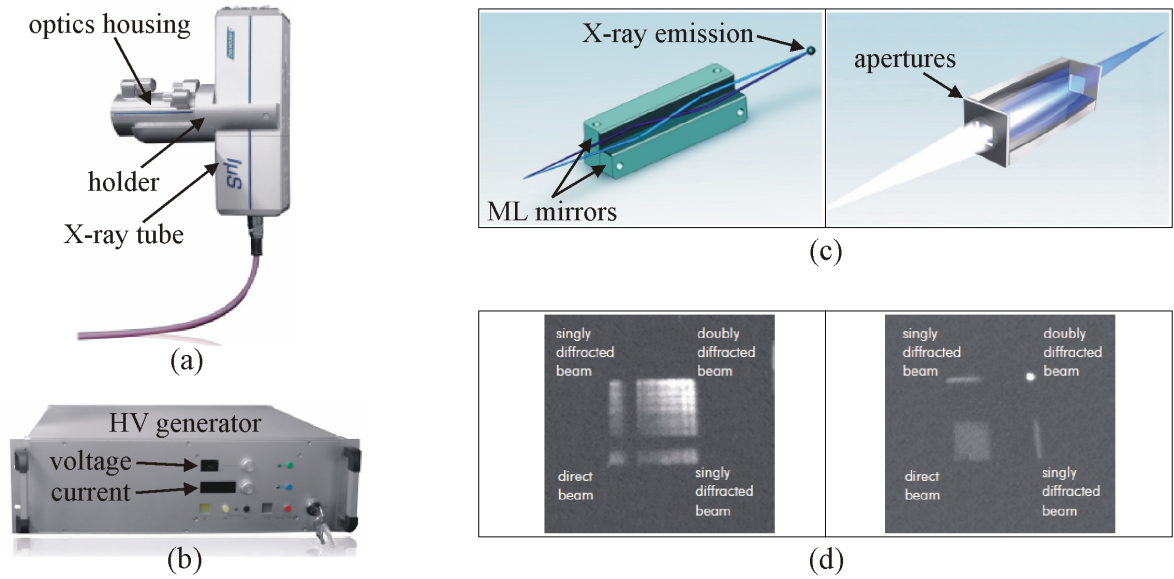 optics housing
holder
X-ray tube
IμS
(a)
HV generator
voltage
current
(b)
X-ray emission
ML mirrors
apertures
(c)
singly
diffracted
beam
doubly
diffracted
beam
direct
beam
singly
diffracted
beam
singly
diffracted
beam
doubly
diffracted
beam
direct
beam
singly
diffracted
beam
(d)